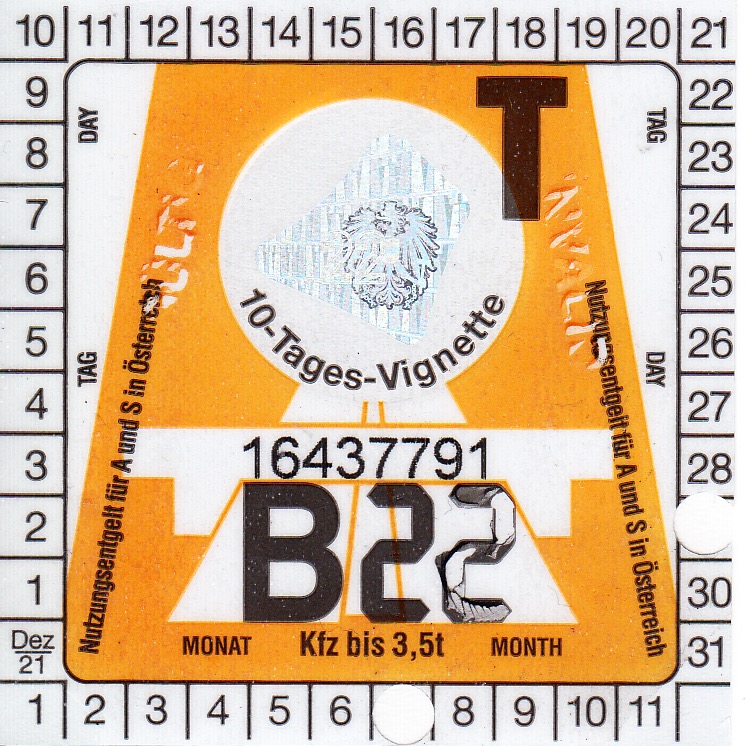 10 11 12 13 14 15 16 17 18 19 20 21
9 22
8 23
7 24
6 25
5 26
4 27
3 28
2
1 30
Dez 21 31
1 2 3 4 5 6 8 9 10 11
DAY
TAG
T
10-Tages-Vignette
TAG
DAY
Nutzungsentgelt für A und S in Österreich
Nutzungsentgelt für A und S in Österreich
16437791
B22
MONAT Kfz bis 3,5t MONTH